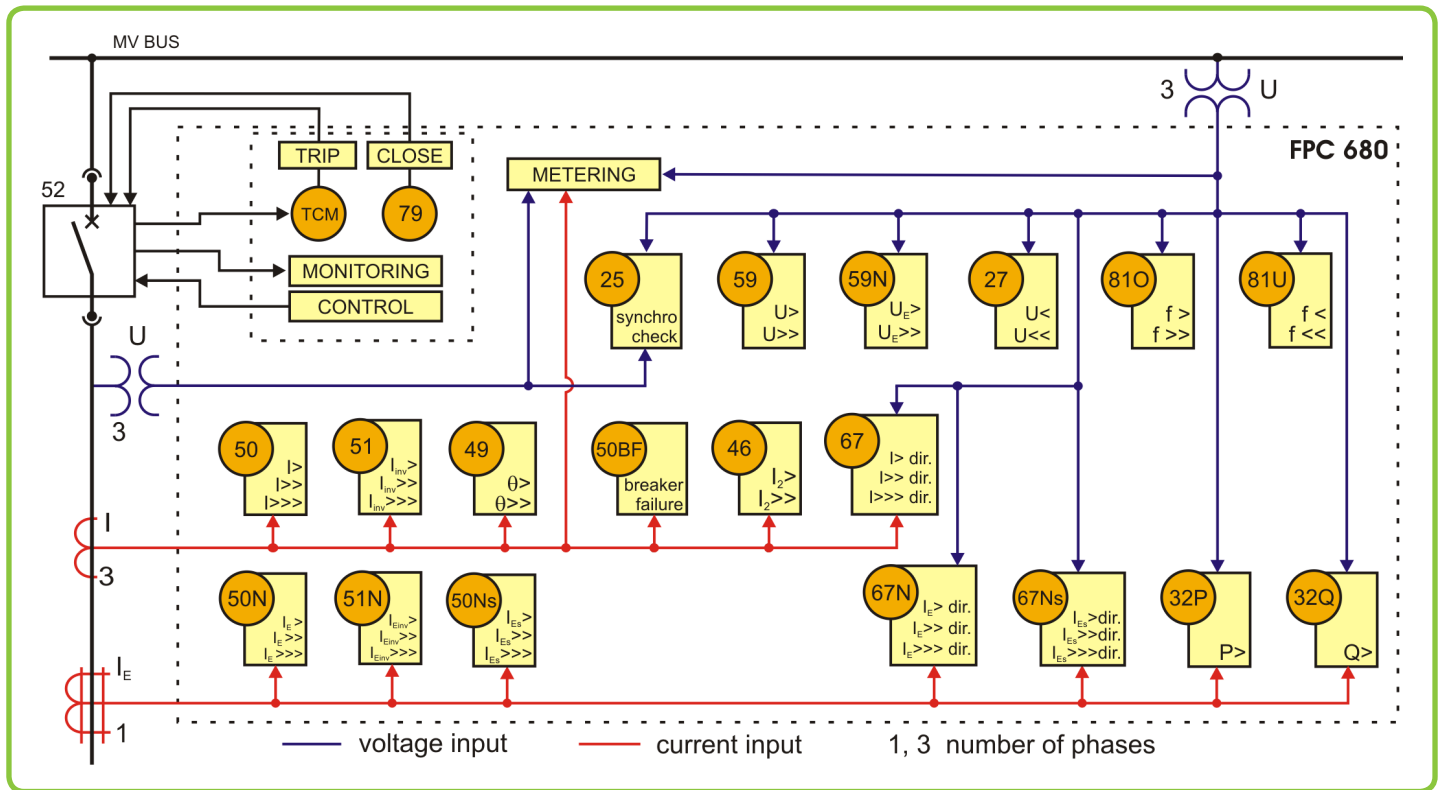 MV BUS
3 U
FPC 680
TRIP CLOSE
METERING
52
TCM 79
MONITORING
CONTROL
25
synchro
check
59
U>
U>>
59N
UE>
UE>>
27
U<
U<<
81O
f >
f >>
81U
f <
f <<
U
3
50
I>
I>>
I>>>
51
Iinv>
Iinv>>
Iinv>>>
49
θ>
θ>>
50BF
breaker
failure
46
I2>
I2>>
67
I> dir.
I>> dir.
I>>> dir.
I
3
50N
IE>
IE>>
IE>>>
51N
IEinv>
IEinv>>
IEinv>>>
50Ns
IEs>
IEs>>
IEs>>>
67N
IE> dir.
IE>> dir.
IE>>> dir.
67Ns
IEs>dir.
IEs>>dir.
IEs>>>dir.
32P
P>
32Q
Q>
IE
1
voltage input current input 1, 3 number of phases